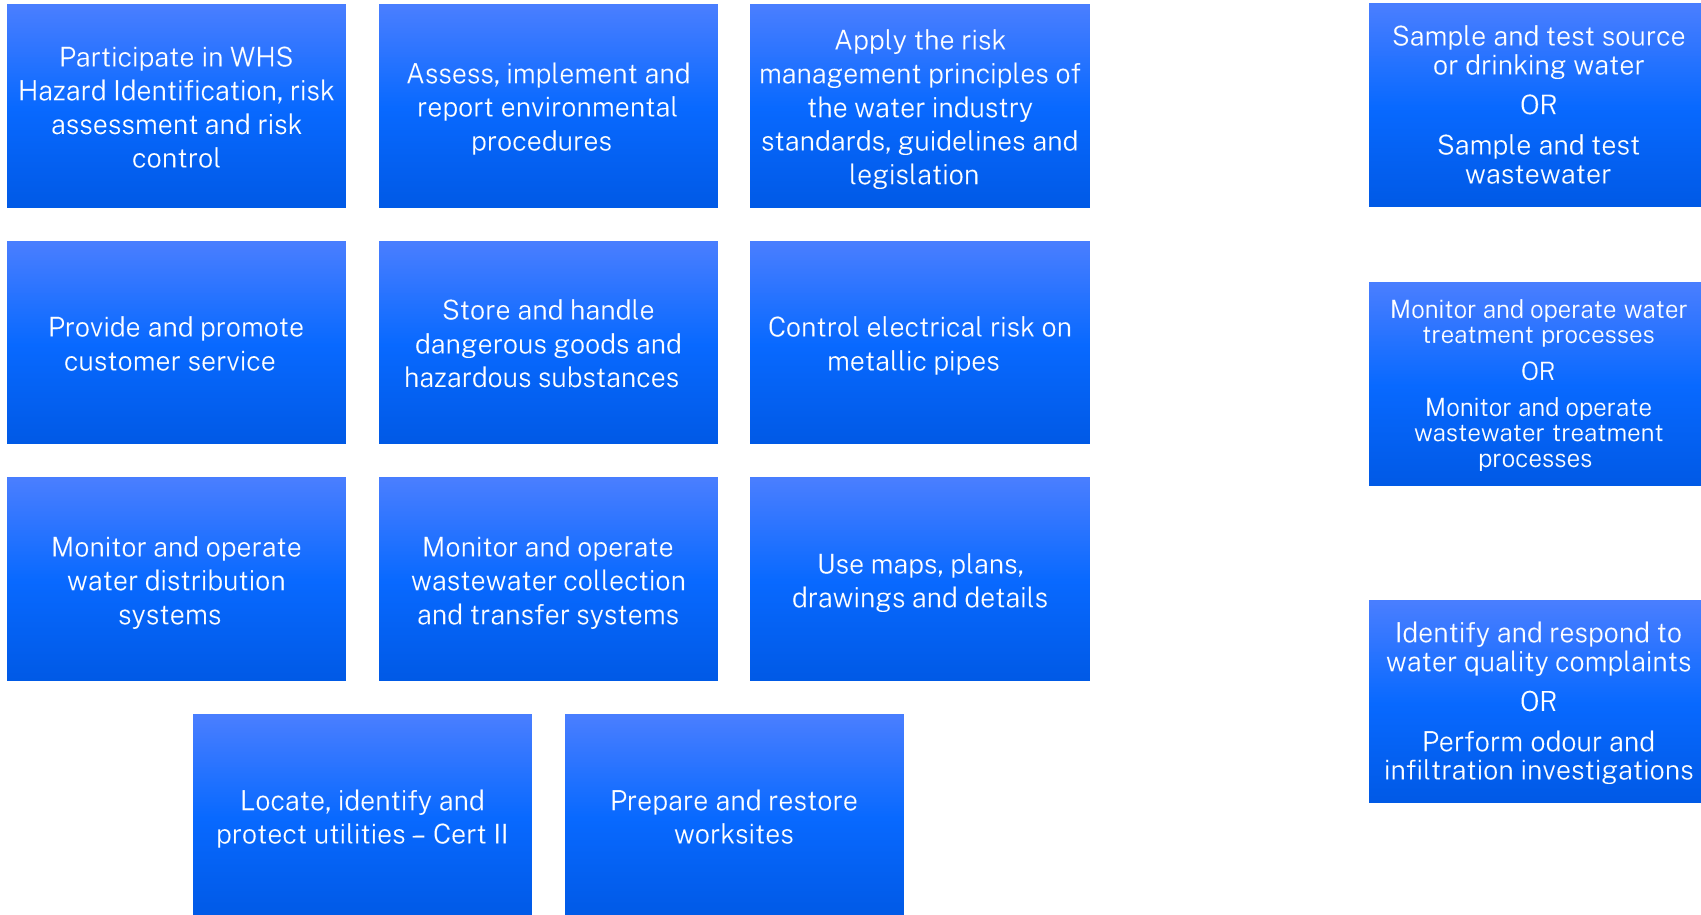 Participate in WHS
Hazard Identification, risk
assessment and risk
control
Assess, implement and
report environmental
procedures
Apply the risk
management principles of
the water industry
standards, guidelines and
legislation
Provide and promote
customer service
Store and handle
dangerous goods and
hazardous substances
Control electrical risk on
metallic pipes
Monitor and operate
water distribution
systems
Monitor and operate
wastewater collection
and transfer systems
Use maps, plans,
drawings and details
Locate, identify and
protect utilities – Cert II
Prepare and restore
worksites
Sample and test source
or drinking water
OR
Sample and test
wastewater
Monitor and operate water
treatment processes
OR
Monitor and operate
wastewater treatment
processes
Identify and respond to
water quality complaints
OR
Perform odour and
infiltration investigations